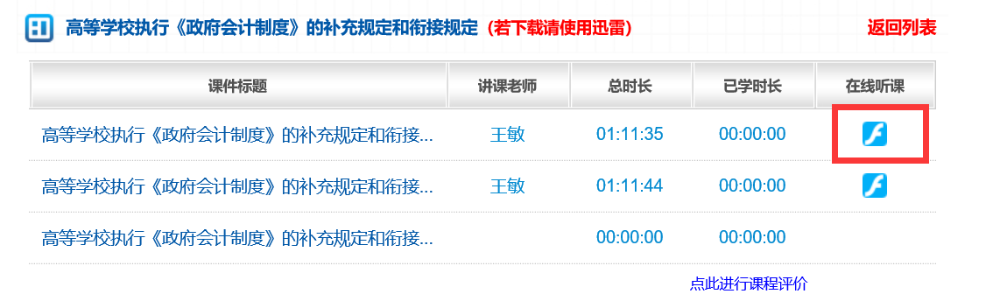 高等学校执行《政府会计制度》的补充规定和衔接规定（若下载请使用迅雷） 返回列表
课件标题 讲课老师 总时长 已学时长 在线听课
高等学校执行《政府会计制度》的补充规定和衔接... 王敏 01:11:35 00:00:00
高等学校执行《政府会计制度》的补充规定和衔接... 王敏 01:11:44 00:00:00
高等学校执行《政府会计制度》的补充规定和衔接... 00:00:00 00:00:00
点此进行课程评价